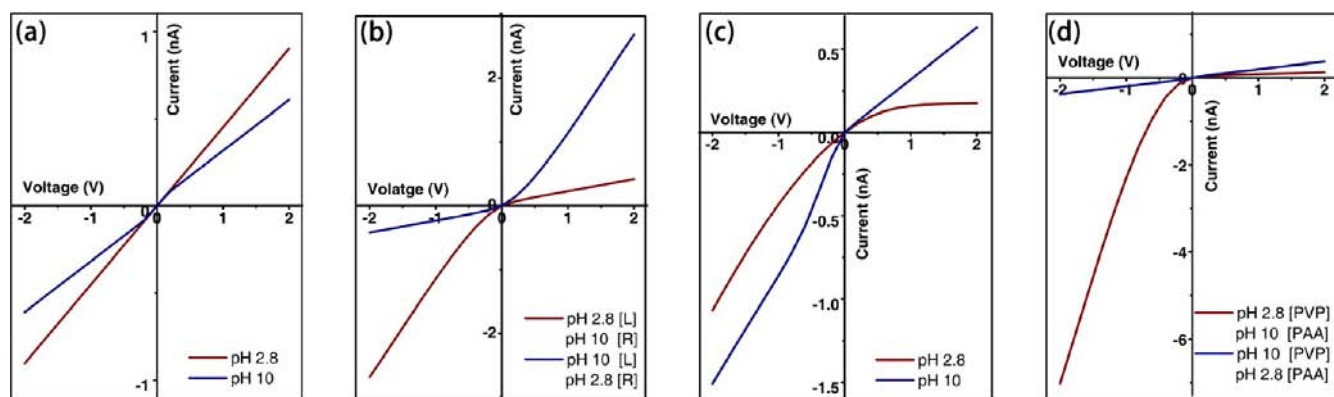 (a)
Current (nA)
1
Voltage (V)
-2 -1 0 0 1 2
-1
pH 2.8
pH 10
(b)
Current (nA)
2
Volatge (V)
0
-2 -1 0 1 2
-2
pH 2.8 [L]
pH 10 [R]
pH 10 [L]
pH 2.8 [R]
(c)
0.5
Voltage (V)
0.0
-2 -1 0 1 2
Current (nA)
-0.5
-1.0
-1.5
pH 2.8
pH 10
(d)
Voltage (V)
0
-2 -1 0 1 2
Current (nA)
-2
-4
-6
pH 2.8 [PVP]
pH 10 [PAA]
pH 10 [PVP]
pH 2.8 [PAA]